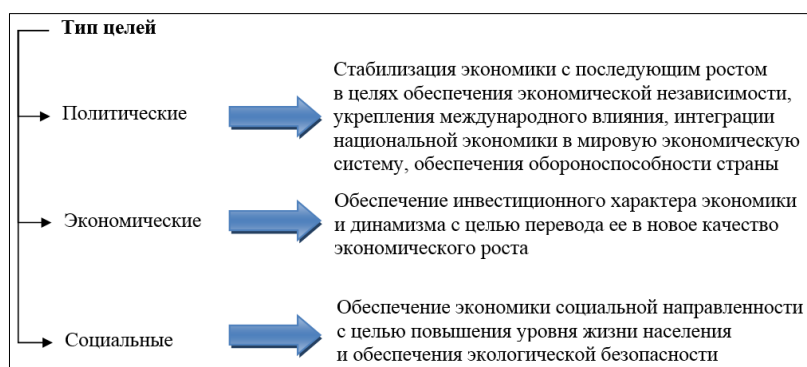 Тип целей
Политические
Стабилизация экономики с последующим ростом
в целях обеспечения экономической независимости,
укрепления международного влияния, интеграции
национальной экономики в мировую экономическую
систему, обеспечения обороноспособности страны
Экономические
Обеспечение инвестиционного характера экономики
и динамизма с целью перевода ее в новое качество
экономического роста
Социальные
Обеспечение экономики социальной направленности
с целью повышения уровня жизни населения
и обеспечения экологической безопасности